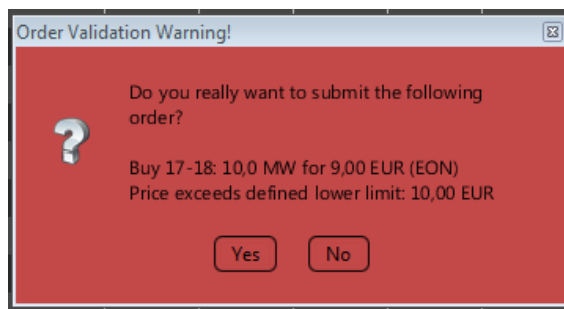 Order Validation Warning!
Do you really want to submit the following
order?
Buy 17-18: 10,0 MW for 9,00 EUR (EON)
Price exceeds defined lower limit: 10,00 EUR
Yes No